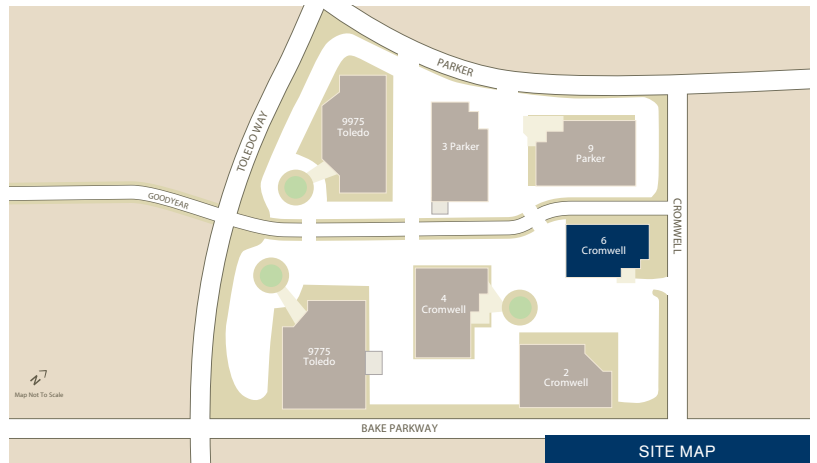 PARKER
9975
Toledo
TOLEDO WAY
3 Parker
9
Parker
GOODYEAR
CROMWELL
6
Cromwell
4
Cromwell
9775
Toledo
2
Cromwell
N
Map Not To Scale
BAKE PARKWAY
SITE MAP